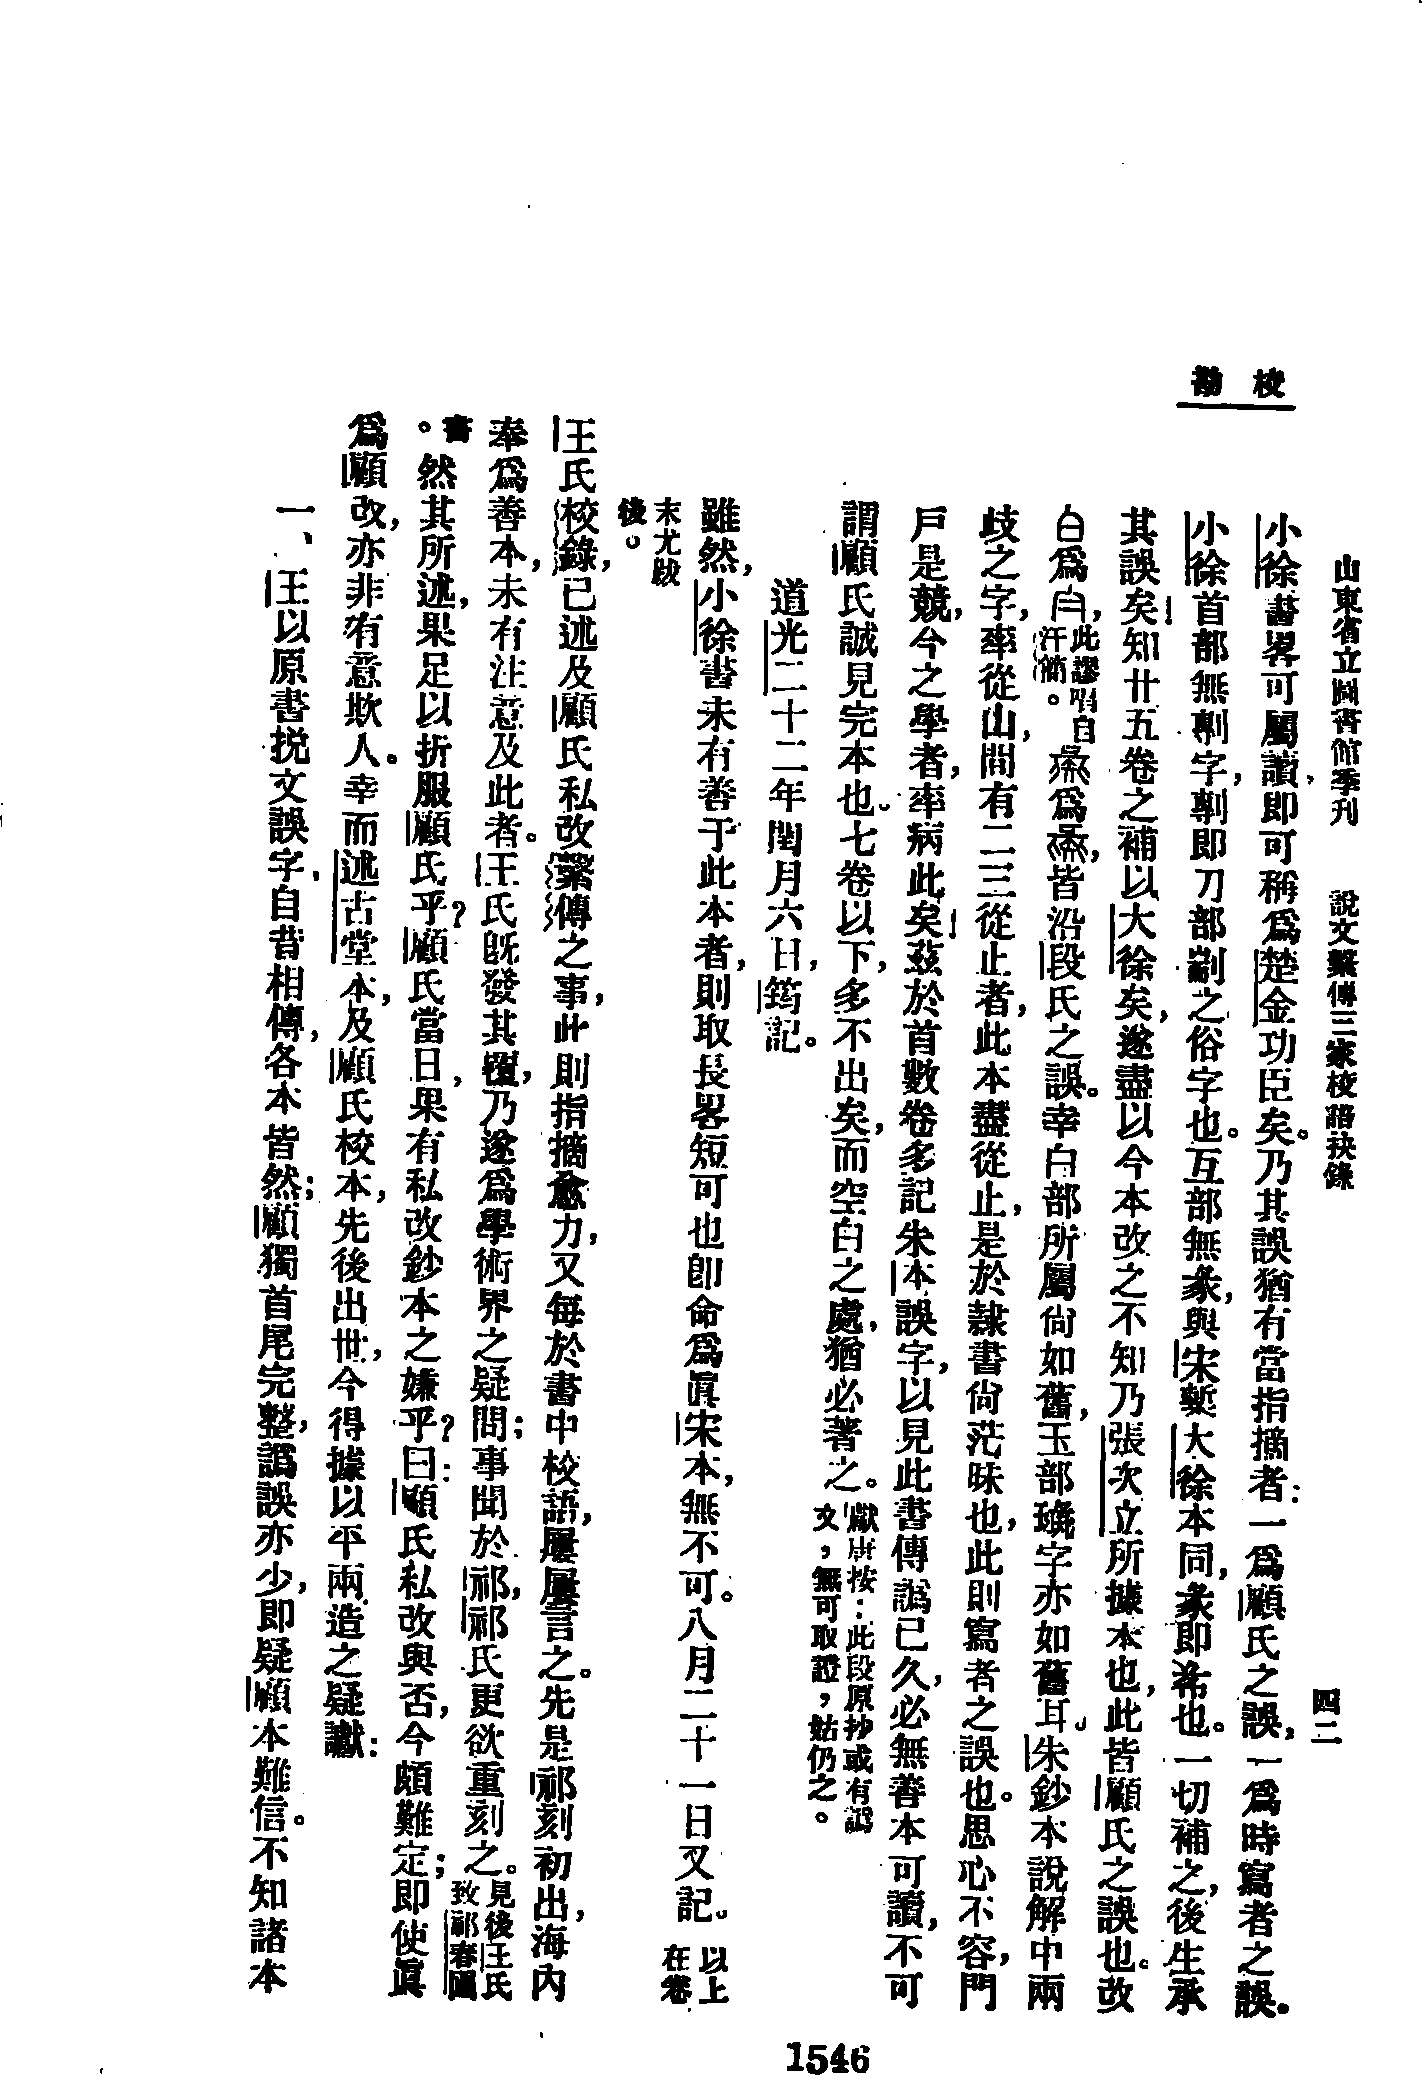 校勘
山東省立圖書館季刊　說文繫傳三家校語抉錄　四二
小徐書畧可屬讀，即可稱爲楚金功臣矣。乃其誤猶有當指摘者：一爲顧氏之誤，一爲時寫者之誤。
小徐首部無剸字，剸即刀部劗之俗字也。互部無彖，與宋槧大徐本同，彖即㣇也。一切補之，後生承
其誤矣！知廿五卷之補以大徐矣，遂盡以今本改之，不知乃張次立所據本也，此皆顧氏之誤也。改
白爲，此謬唱自汗簡。爲，皆沿段氏之誤。幸白部所屬尙如舊，玉部字亦如舊耳。朱鈔本說解中兩
歧之字，率從山，間有二三從止者，此本盡從止，是於隸書尙茫昧也，此則寫者之誤也。思心不容，門
戶是競，今之學者，率病此矣！茲於首數卷多記朱本誤字，以見此書傳譌已久，必無善本可讀，不可
謂顧氏誠見完本也。七卷以下，多不出矣，而空白之處，猶必著之。獻唐按：此段原抄或有譌文，無可取證，姑仍之。
道光二十二年閏月六日，筠記。
雖然，小徐書未有善于此本者，則取長畧短可也，卽命爲眞宋本，無不可。八月二十一日又記。以上在卷
末尤跋後。
王氏校錄，已述及顧氏私改繫傳之事，此則指摘愈力，又每於書中校語，屢屢言之。先是祁刻初出，海內
奉爲善本，未有注意及此者。王氏旣發其覆，乃遂爲學術界之疑問；事聞於祁，祁氏更欲重刻之。見後王氏致祁春圃
書。然其所述，果足以折服顧氏乎？顧氏當日，果有私改鈔本之嫌乎？曰：顧氏私改與否，今頗難定；即使眞
爲顧改，亦非有意欺人。幸而述古堂本，及顧氏校本，先後出世，今得據以平兩造之疑讞：
一、王以原書挩文誤字，自昔相傳，各本皆然；顧獨首尾完整，譌誤亦少，即疑顧本難信。不知諸本
1546